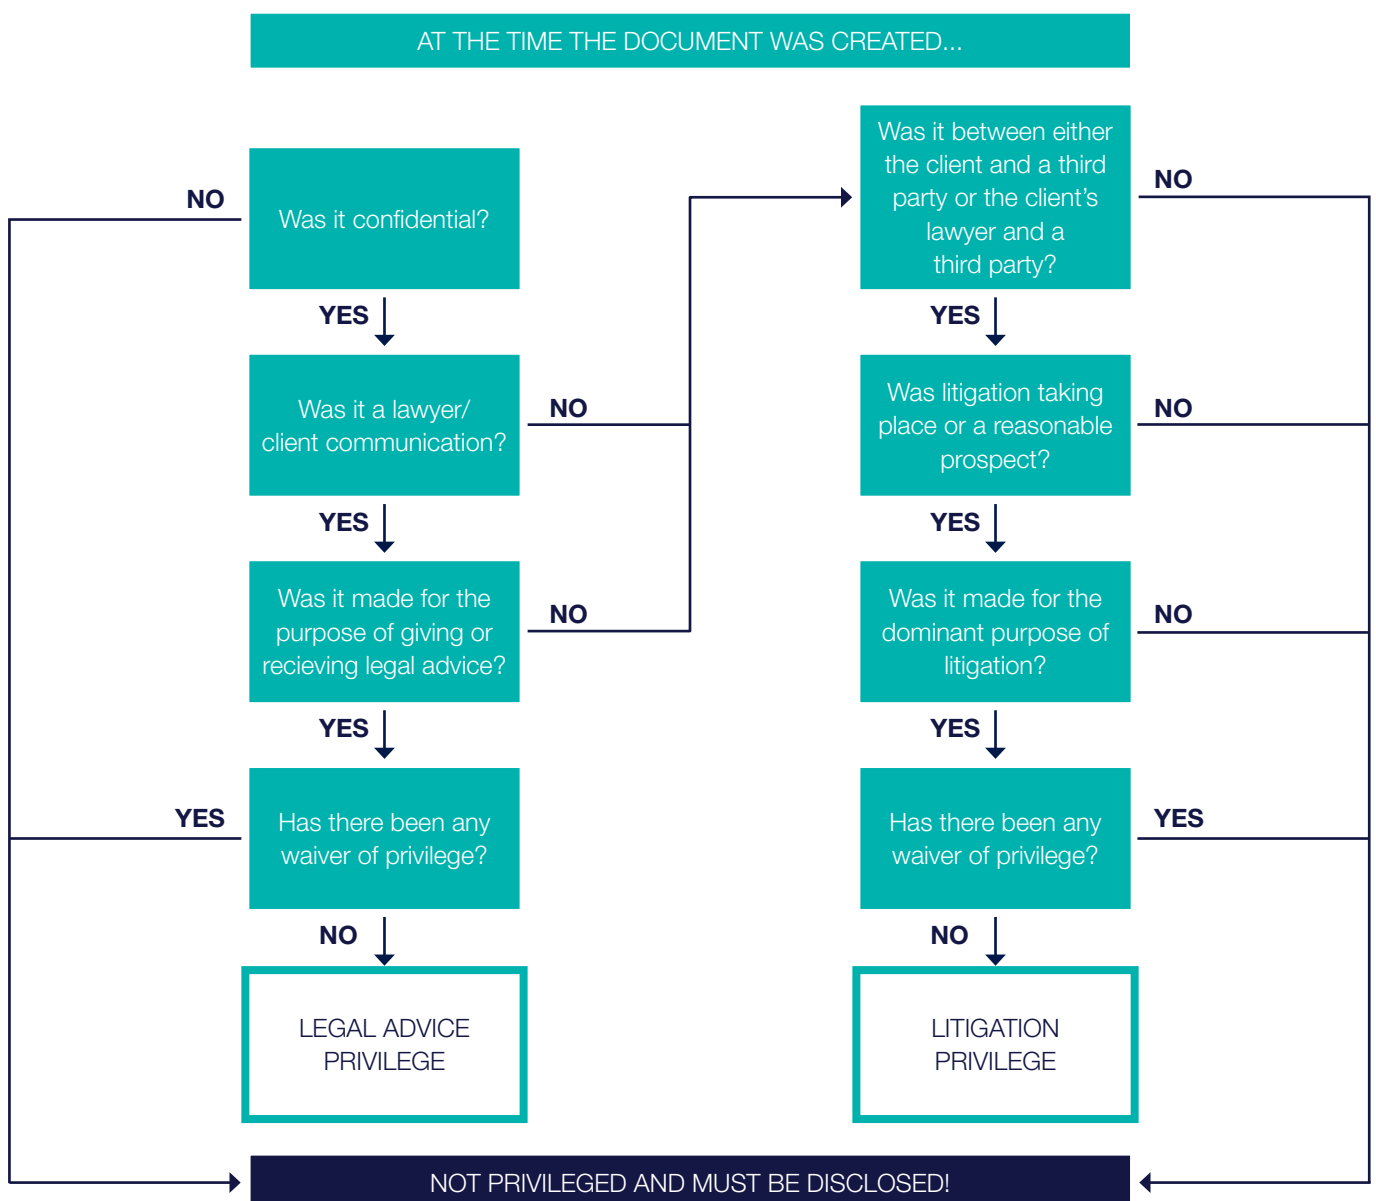 AT THE TIME THE DOCUMENT WAS CREATED...
NO
Was it confidential?
YES
Was it a lawyer/
client communication?
NO
YES
Was it made for the
purpose of giving or
recieving legal advice?
NO
YES
YES
Has there been any
waiver of privilege?
NO
LEGAL ADVICE
PRIVILEGE
Was it between either
the client and a third
party or the client’s
lawyer and a
third party?
NO
YES
Was litigation taking
place or a reasonable
prospect?
NO
YES
Was it made for the
dominant purpose of
litigation?
NO
YES
Has there been any
waiver of privilege?
YES
NO
LITIGATION
PRIVILEGE
NOT PRIVILEGED AND MUST BE DISCLOSED!